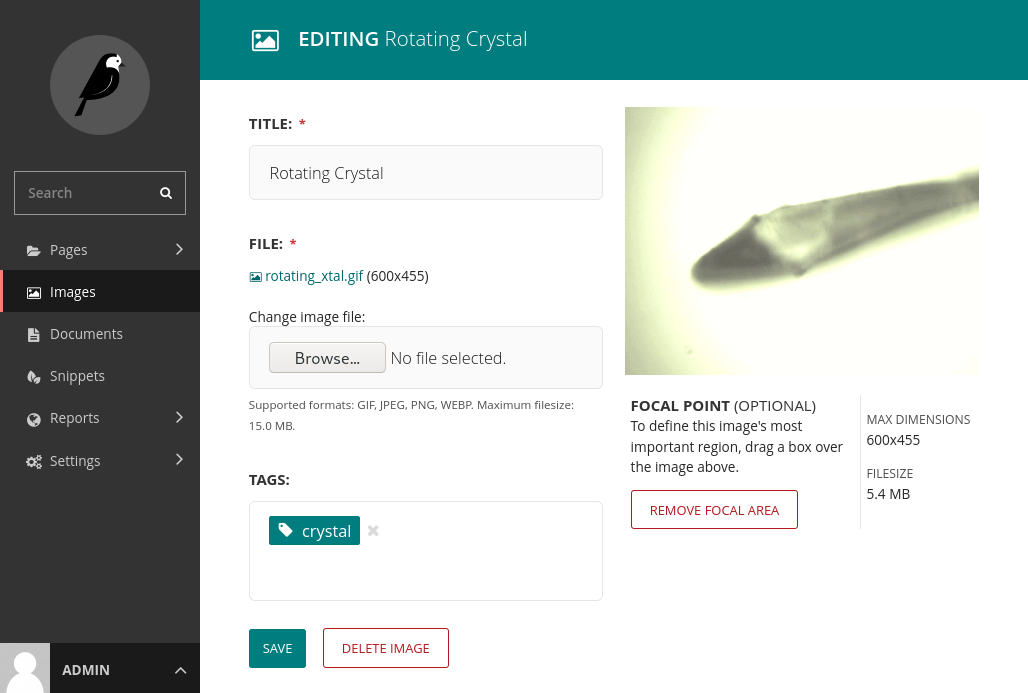 EDITING Rotating Crystal
Search
Pages
Images
Documents
Snippets
Reports
Settings
ADMIN
TITLE: *
Rotating Crystal
FILE: *
rotating_xtal.gif (600x455)
Change image file:
Browse... No file selected.
Supported formats: GIF, JPEG, PNG, WEBP. Maximum filesize:
15.0 MB.
TAGS:
crystal
SAVE
DELETE IMAGE
FOCAL POINT (OPTIONAL)
To define this image's most
important region, drag a box over
the image above.
REMOVE FOCAL AREA
MAX DIMENSIONS
600x455
FILESIZE
5.4 MB